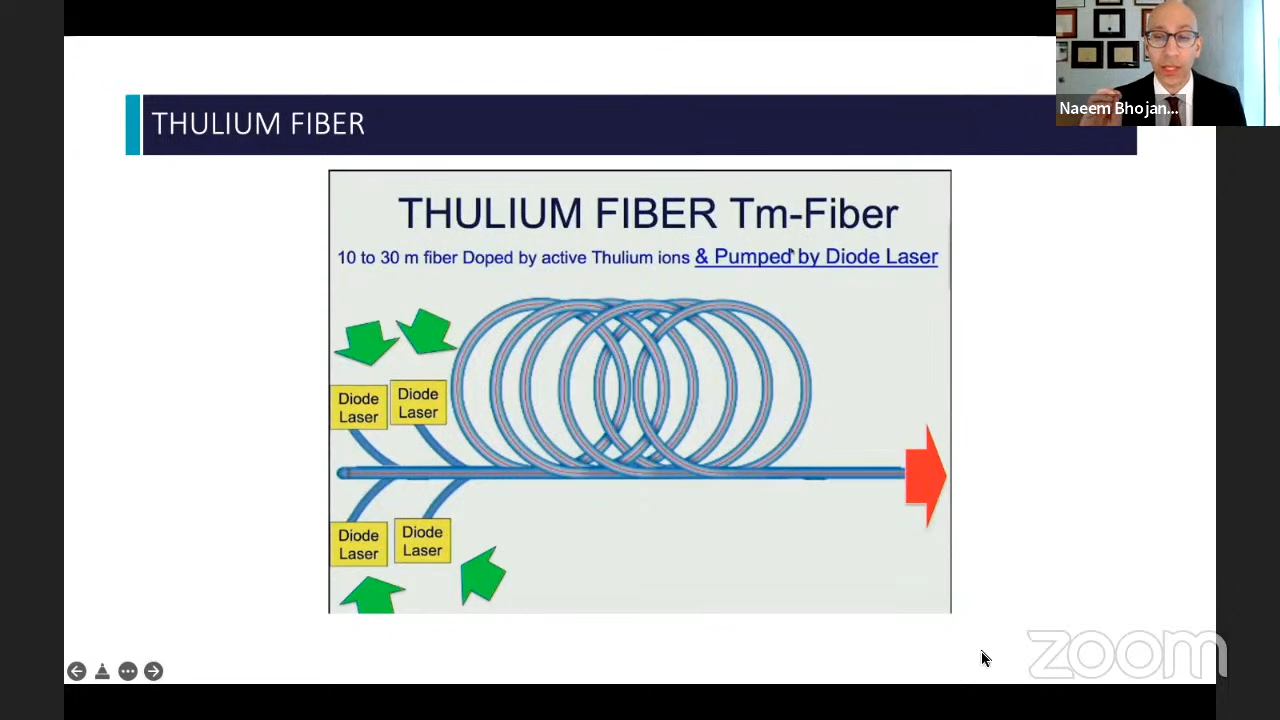 THULIUM FIBER
Naeem Bhojan...
THULIUM FIBER Tm-Fiber
10 to 30 m fiber Doped by active Thulium ions & Pumped by Diode Laser
Diode
Laser
Diode
Laser
Diode
Laser
Diode
Laser
zoom